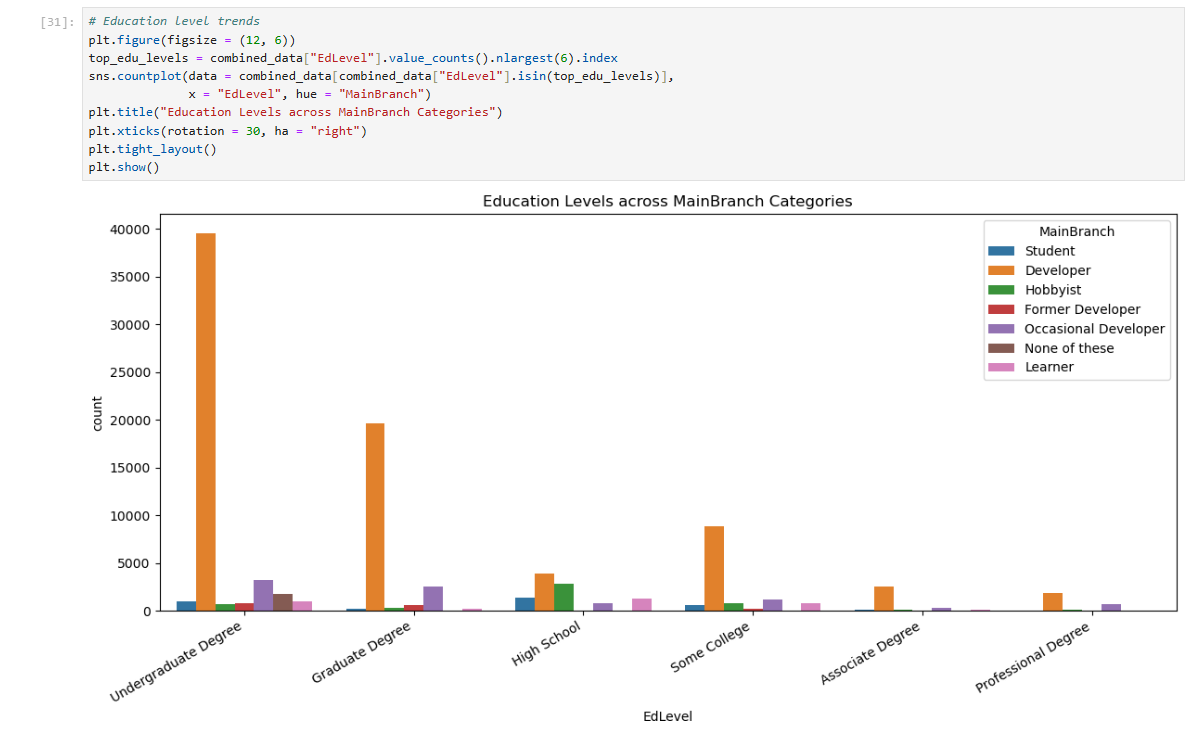 [31]:
# Education level trends
plt.figure(figsize = (12, 6))
top_edu_levels = combined_data["EdLevel"].value_counts().nlargest(6).index
sns.countplot(data = combined_data[combined_data["EdLevel"].isin(top_edu_levels)],
x = "EdLevel", hue = "MainBranch")
plt.title("Education Levels across MainBranch Categories")
plt.xticks(rotation = 30, ha = "right")
plt.tight_layout()
plt.show()
Education Levels across MainBranch Categories
MainBranch
Student
Developer
Hobbyist
Former Developer
Occasional Developer
None of these
Learner
count
40000
35000
30000
25000
20000
15000
10000
5000
0
Undergraduate Degree
Graduate Degree
High School
Some College
Associate Degree
Professional Degree
EdLevel